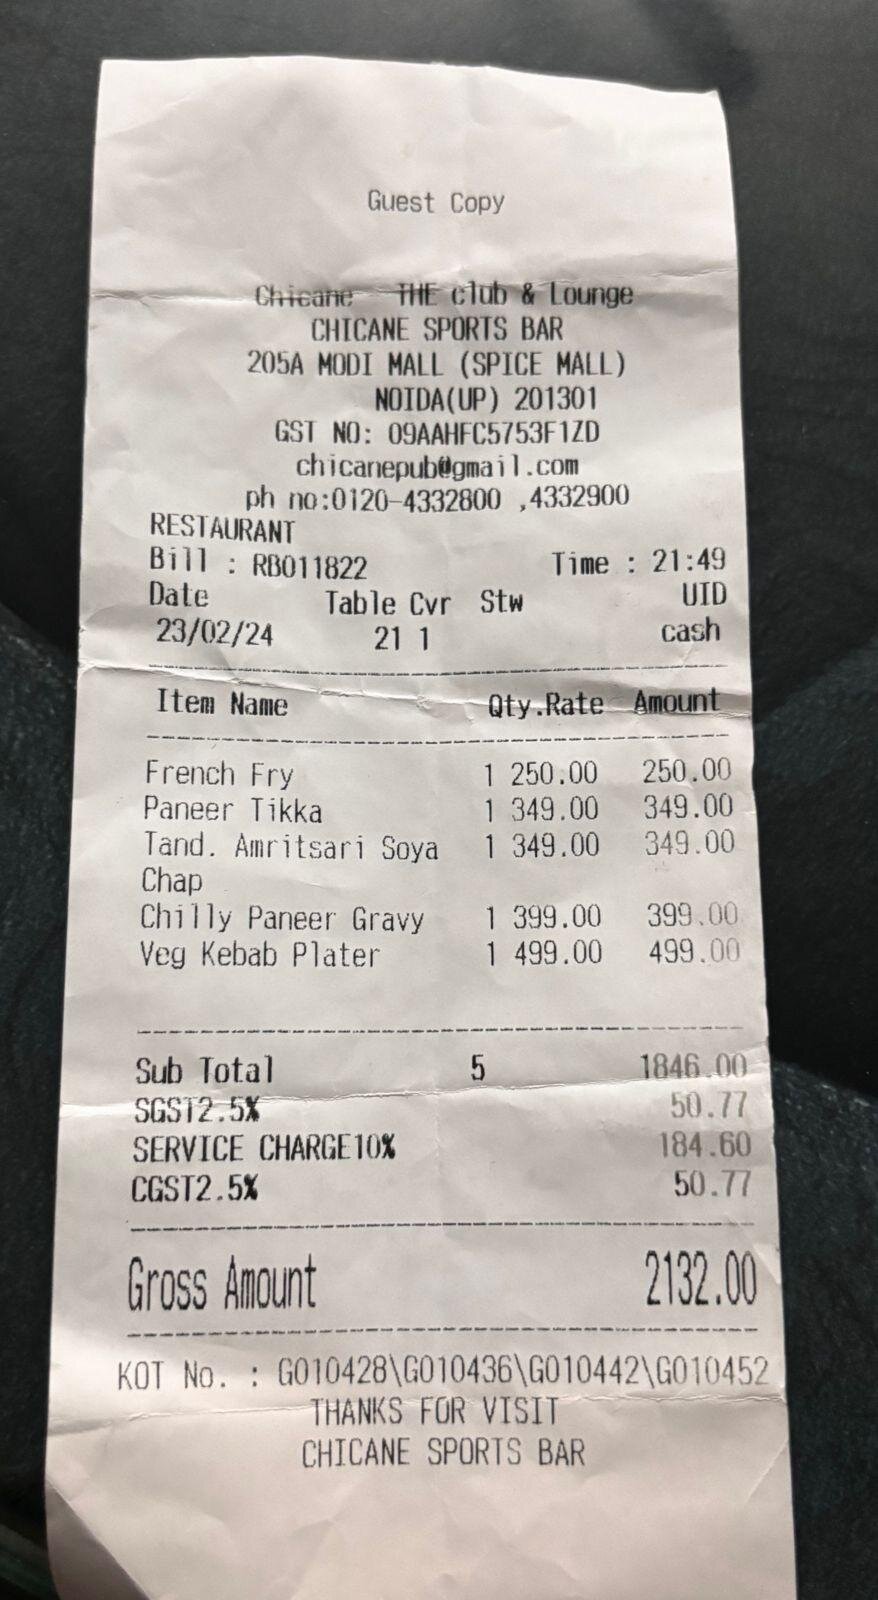 Guest Copy
Chicane THE club & Lounge
CHICANE SPORTS BAR
205A MODI MALL (SPICE MALL)
NOIDA(UP) 201301
GST NO: 09AAHFC5753F1ZD
chicanepub@gmail.com
ph no:0120-4332800 ,4332900
RESTAURANT
Bill : RB011822 Time : 21:49
Date Table Cvr Stw UID
23/02/24 21 1 cash
Item Name Qty.Rate Amount
French Fry 1 250.00 250.00
Paneer Tikka 1 349.00 349.00
Tand. Amritsari Soya 1 349.00 349.00
Chap
Chilly Paneer Gravy 1 399.00 399.00
Veg Kebab Plater 1 499.00 499.00
Sub Total 5 1846.00
SGST2.5% 50.77
SERVICE CHARGE10% 184.60
CGST2.5% 50.77
Gross Amount 2132.00
KOT No. : G010428\G010436\G010442\G010452
THANKS FOR VISIT
CHICANE SPORTS BAR